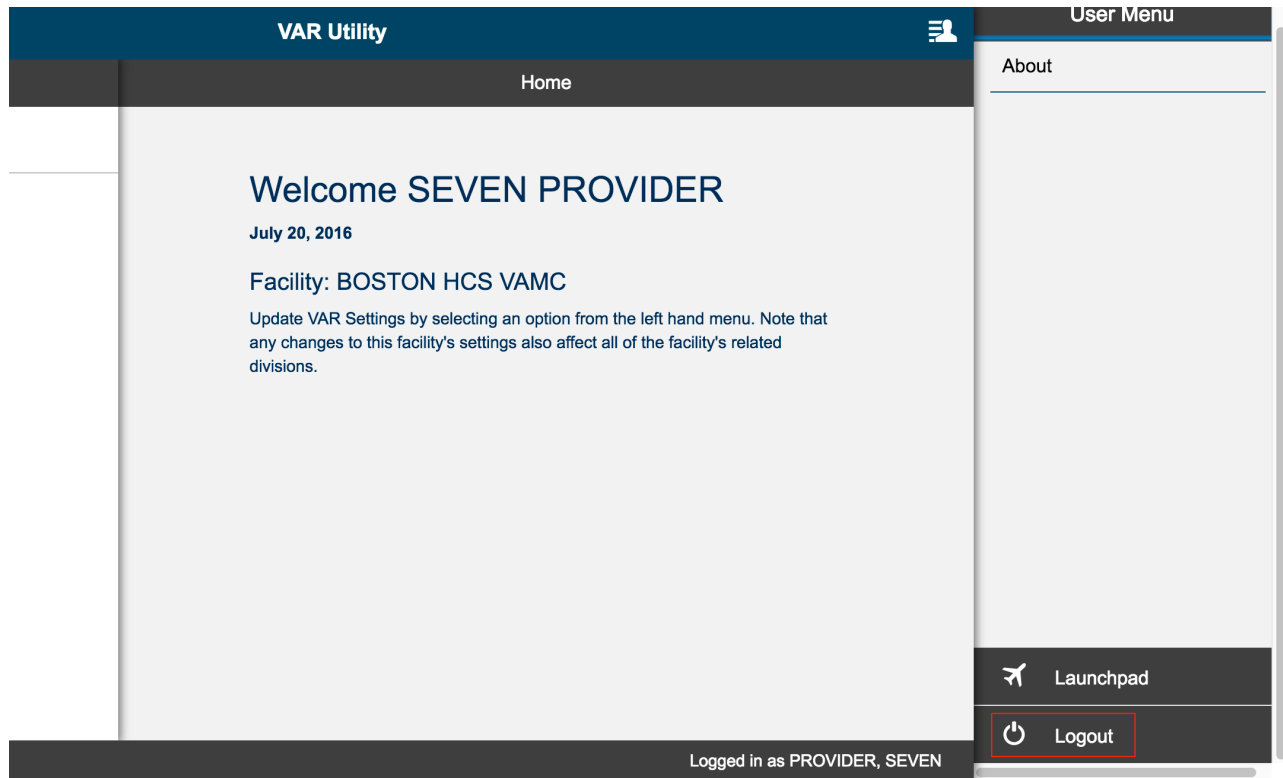 VAR Utility
User Menu
Home
About
Welcome SEVEN PROVIDER
July 20, 2016
Facility: BOSTON HCS VAMC
Update VAR Settings by selecting an option from the left hand menu. Note that
any changes to this facility's settings also affect all of the facility's related
divisions.
Launchpad
Logout
Logged in as PROVIDER, SEVEN